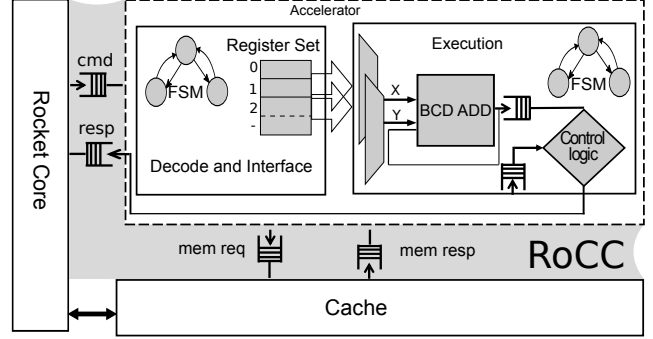 Accelerator
Rocket Core
cmd
resp
FSM
Register Set
0
1
2
-
Decode and Interface
Execution
X
Y
BCD ADD
FSM
Control
logic
mem req
mem resp
RoCC
Cache